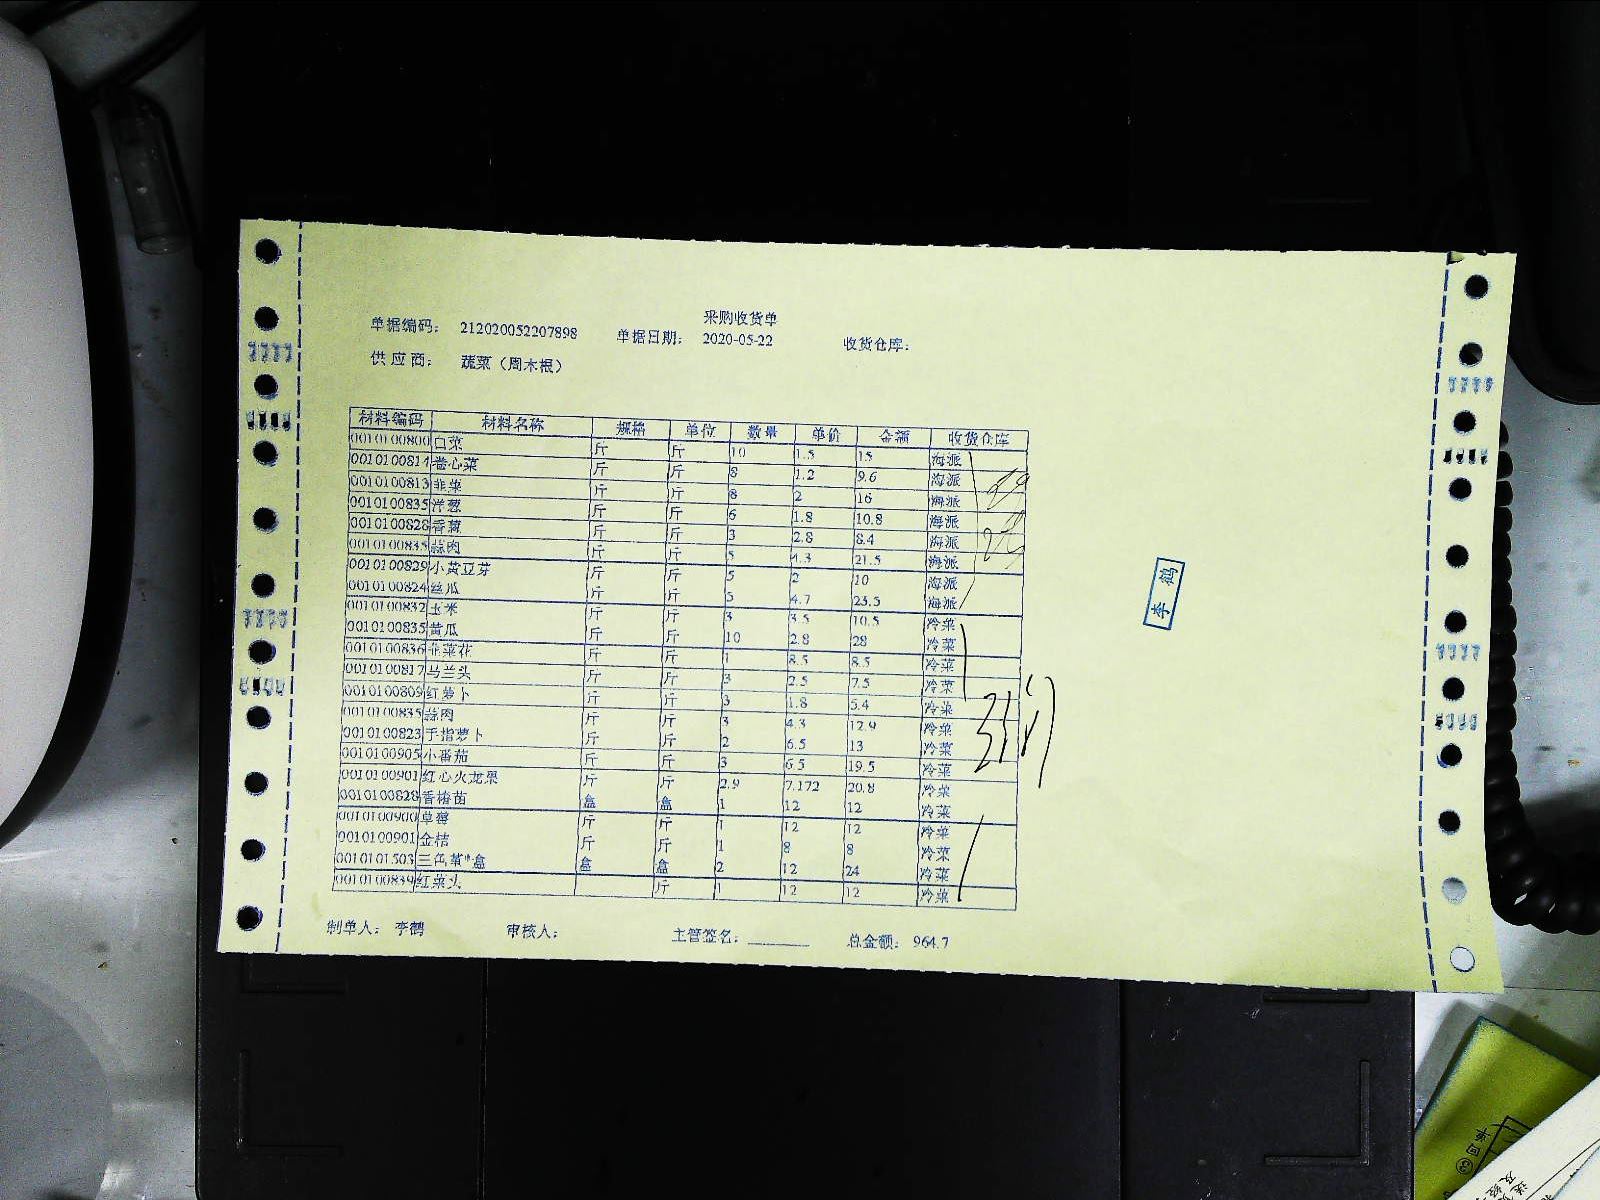 采购收货单
单据编码： 212020052207898 单据日期： 2020-05-22 收货仓库：
供应商： 蔬菜（周木根）
材料编码 材料名称 规格 单位 数量 单价 金额 收货仓库
0010100800 白菜 斤 斤 10 1.5 15 海派
0010100814 卷心菜 斤 斤 8 1.2 9.6 海派
0010100813 韭菜 斤 斤 8 2 16 海派
0010100835 洋葱 斤 斤 6 1.8 10.8 海派
0010100828 香菇 斤 斤 3 2.8 8.4 海派
0010100835 蒜肉 斤 斤 5 4.3 21.5 海派
0010100829 小黄豆芽 斤 斤 5 2 10 海派
0010100824 丝瓜 斤 斤 5 4.7 23.5 海派
0010100832 玉米 斤 斤 3 3.5 10.5 冷菜
0010100835 黄瓜 斤 斤 10 2.8 28 冷菜
0010100836 韭菜花 斤 斤 1 8.5 8.5 冷菜
0010100817 马兰头 斤 斤 3 2.5 7.5 冷菜
0010100809 红萝卜 斤 斤 3 1.8 5.4 冷菜
0010100835 蒜肉 斤 斤 3 4.3 12.9 冷菜
0010100823 手指萝卜 斤 斤 2 6.5 13 冷菜
0010100905 小番茄 斤 斤 3 6.5 19.5 冷菜
0010100901 红心火龙果 斤 斤 2.9 7.172 20.8 冷菜
0010100828 香椿苗 盒 盒 1 12 12 冷菜
0010100900 草莓 斤 斤 1 12 12 冷菜
0010100901 金桔 斤 斤 1 8 8 冷菜
0010101503 三色堇*盒 盒 盒 2 12 24 冷菜
0010100839 红菜头 斤 1 12 12 冷菜
制单人： 李鹤 审核人： 主管签名： 总金额： 964.7
李鹤